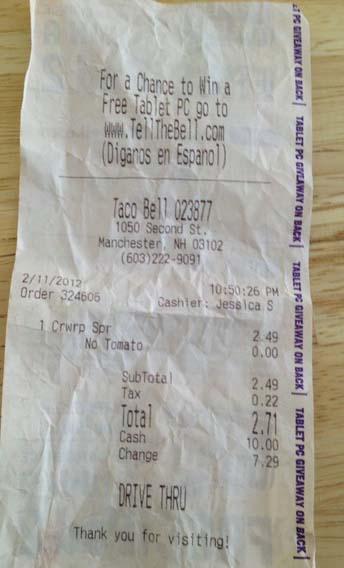 For a Chance to Win a
Free Tablet PC go to
www.TellTheBell.com
(Diganos en Espanol)
Taco Bell 023877
1050 Second St.
Manchester, NH 03102
(603)222-9091
2/11/2012 10:50:26 PM
Order 324606 Cashier: Jessica S
1 Crwrp Spr 2.49
No Tomato 0.00
SubTotal 2.49
Tax 0.22
Total 2.71
Cash 10.00
Change 7.29
DRIVE THRU
Thank you for visiting!
TABLET PC GIVEAWAY ON BACK
TABLET PC GIVEAWAY ON BACK
TABLET PC GIVEAWAY ON BACK
TABLET PC GIVEAWAY ON BACK